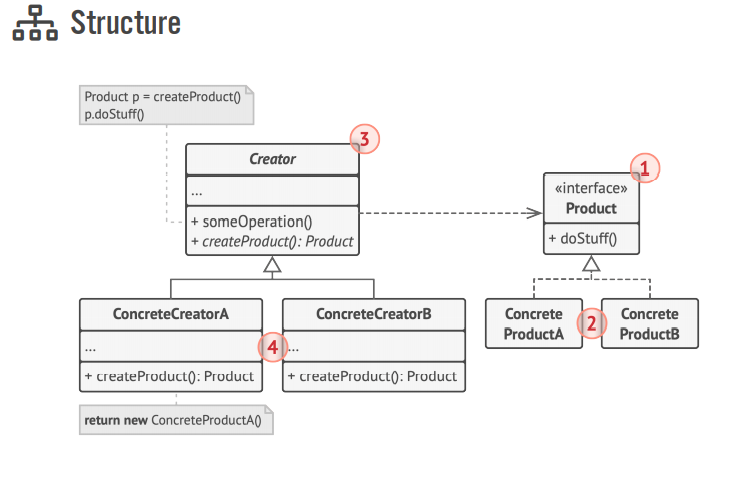 Structure
Product p = createProduct()
p.doStuff()
3
Creator
...
+ someOperation()
+ createProduct(): Product
1
«interface»
Product
+ doStuff()
ConcreteCreatorA
...
+ createProduct(): Product
4
ConcreteCreatorB
...
+ createProduct(): Product
Concrete
ProductA
2
Concrete
ProductB
return new ConcreteProductA()